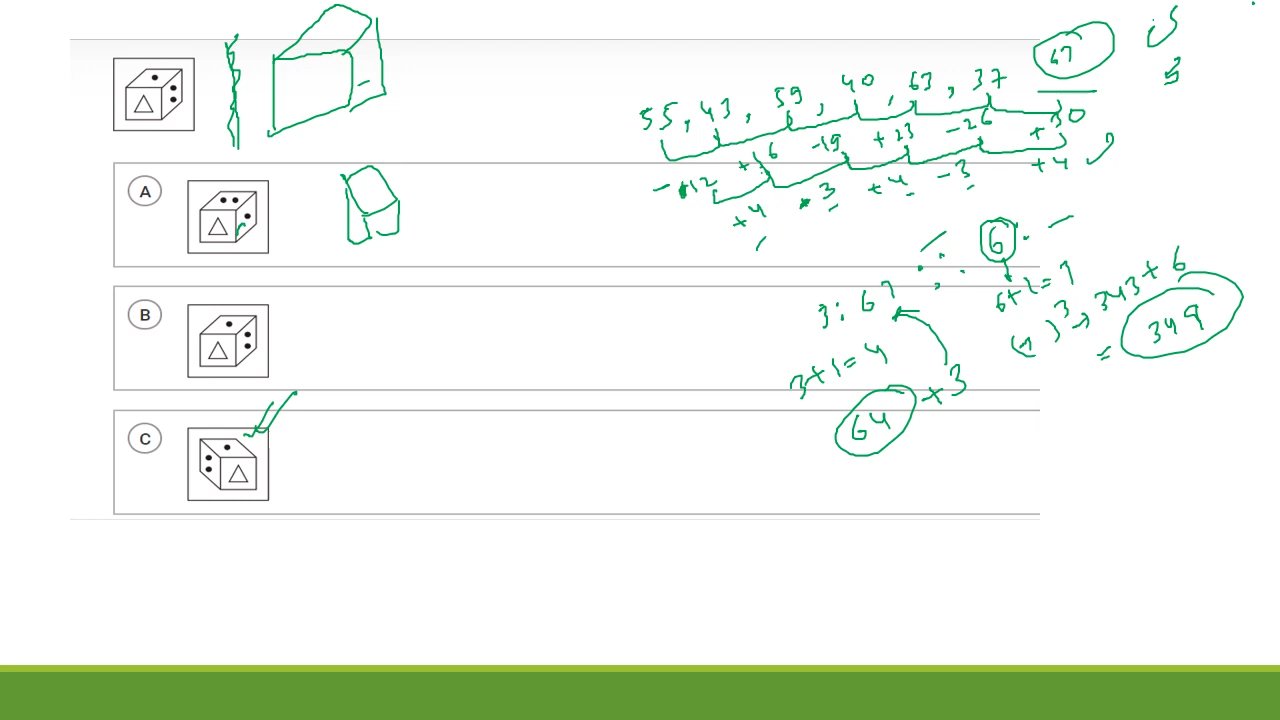 55, 43, 59, 40, 63, 37
67
-12 +16 -19 +23 -26 +30
+4 3 +4 -3 +4
A
6
6+1=7
(7)³ → 343+6
= 349
3: 67
3+1=4
64 +3
B
C